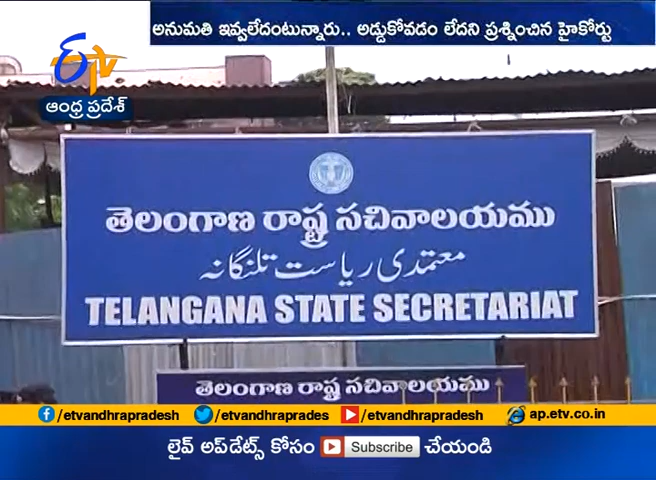 అనుమతి ఇవ్వలేదంటున్నారు.. అడ్డుకోవడం లేదని ప్రశ్నించిన హైకోర్టు
ఈtv
ఆంధ్ర ప్రదేశ్
తెలంగాణ రాష్ట్ర సచివాలయము
معتمدی ریاست تلنگانہ
TELANGANA STATE SECRETARIAT
తెలంగాణ రాష్ట్ర సచివాలయము
/etvandhrapradesh /etvandhraprades /etvandhrapradesh ap.etv.co.in
లైవ్ అప్‌డేట్స్ కోసం Subscribe చేయండి